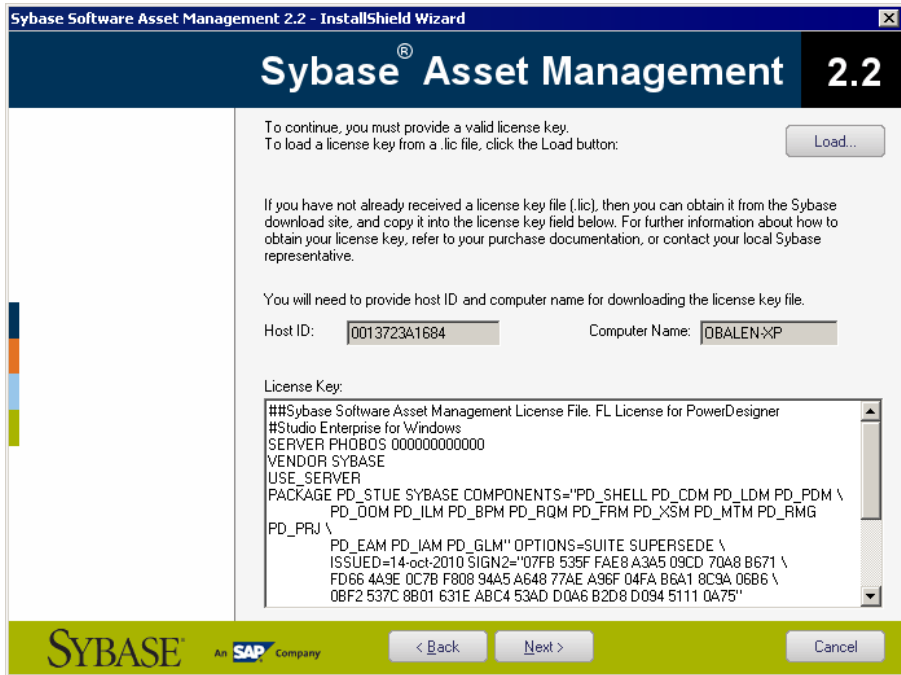 Sybase Software Asset Management 2.2 - InstallShield Wizard
Sybase® Asset Management 2.2
To continue, you must provide a valid license key.
To load a license key from a .lic file, click the Load button:
Load...
If you have not already received a license key file (.lic), then you can obtain it from the Sybase
download site, and copy it into the license key field below. For further information about how to
obtain your license key, refer to your purchase documentation, or contact your local Sybase
representative.
You will need to provide host ID and computer name for downloading the license key file.
Host ID: 0013723A1684 Computer Name: OBALEN-XP
License Key:
##Sybase Software Asset Management License File. FL License for PowerDesigner
#Studio Enterprise for Windows
SERVER PHOBOS 000000000000
VENDOR SYBASE
USE_SERVER
PACKAGE PD_STUE SYBASE COMPONENTS="PD_SHELL PD_CDM PD_LDM PD_PDM \
PD_OOM PD_ILM PD_BPM PD_RQM PD_FRM PD_XSM PD_MTM PD_RMG
PD_PRJ \
PD_EAM PD_IAM PD_GLM" OPTIONS=SUITE SUPERSEDE \
ISSUED=14-oct-2010 SIGN2="07FB 535F FAE8 A3A5 09CD 70A8 B671 \
FD66 4A9E 0C7B F808 94A5 A648 77AE A96F 04FA B6A1 8C9A 06B6 \
0BF2 537C 8B01 631E ABC4 53AD D0A6 B2D8 D094 5111 0A75"
SYBASE® An SAP Company
< Back
Next >
Cancel